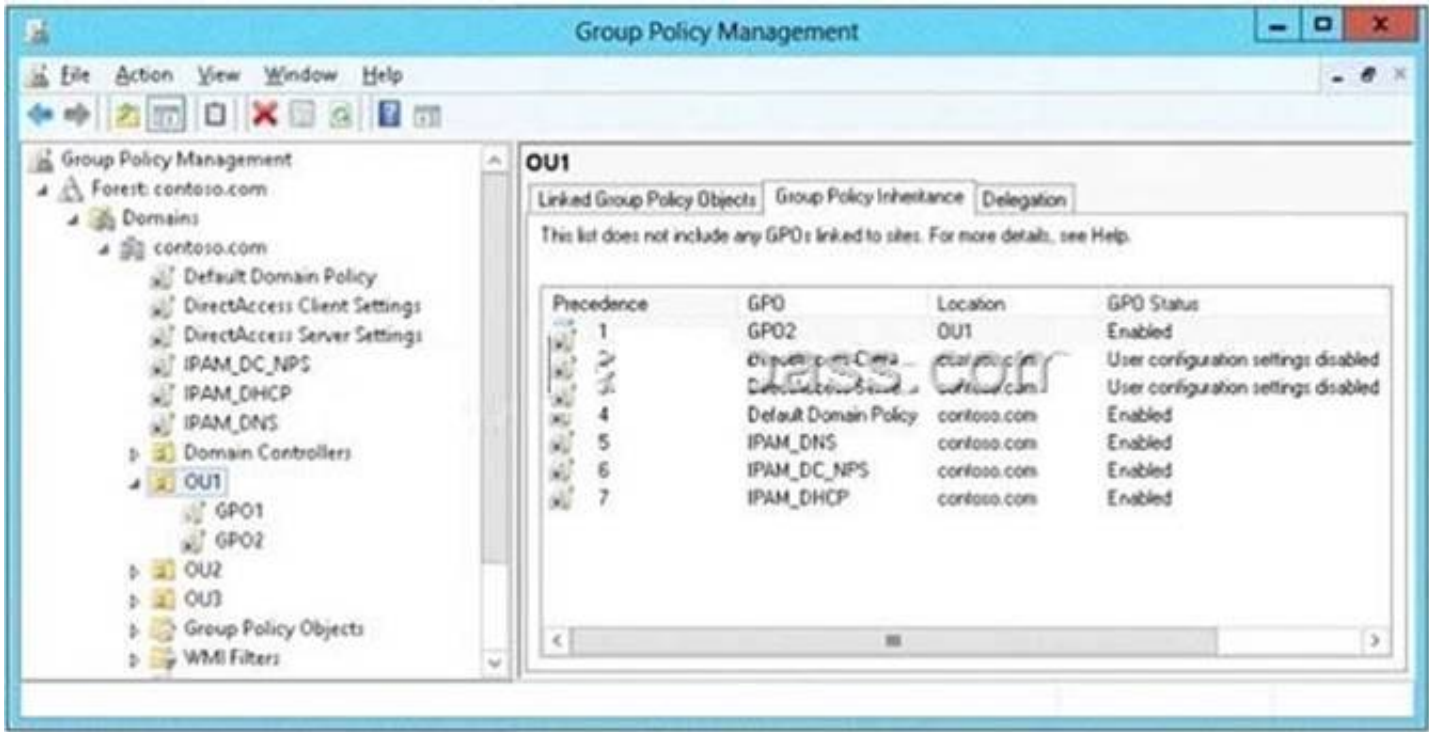 Group Policy Management
File Action View Window Help
Group Policy Management
Forest: contoso.com
Domains
contoso.com
Default Domain Policy
DirectAccess Client Settings
DirectAccess Server Settings
IPAM_DC_NPS
IPAM_DHCP
IPAM_DNS
Domain Controllers
OU1
GPO1
GPO2
OU2
OU3
Group Policy Objects
WMI Filters
OU1
Linked Group Policy Objects Group Policy Inheritance Delegation
This list does not include any GPOs linked to sites. For more details, see Help.
Precedence GPO Location GPO Status
1 GPO2 OU1 Enabled
User configuration settings disabled
User configuration settings disabled
4 Default Domain Policy contoso.com Enabled
5 IPAM_DNS contoso.com Enabled
6 IPAM_DC_NPS contoso.com Enabled
7 IPAM_DHCP contoso.com Enabled